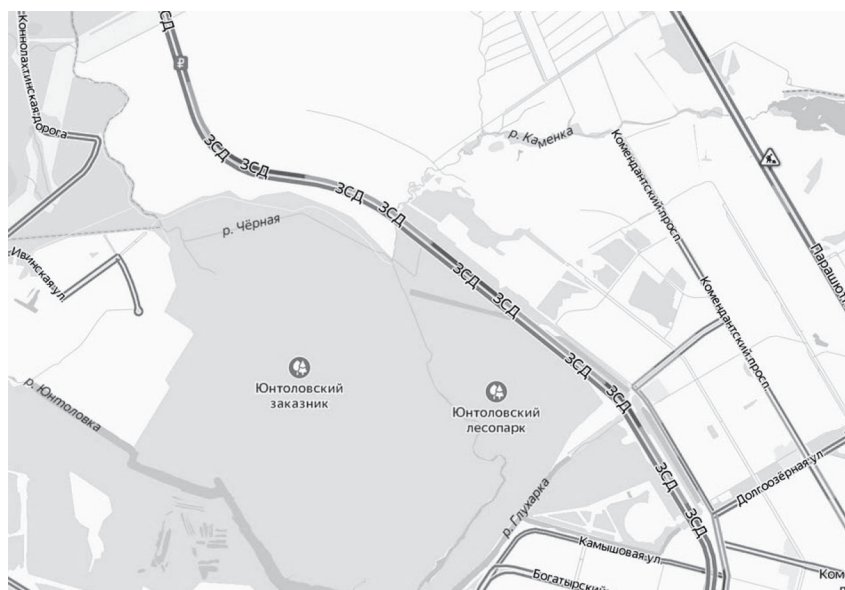 Коннолахтинская дорога
ЗСД
₽
ЗСД
ЗСД
р. Каменка
Комендантский просп.
ЗСД
ЗСД
р. Чёрная
Ивинская ул
ЗСД
ЗСД
Комендантский просп.
ЗСД
Юнтоловский
заказник
Юнтоловский
лесопарк
р. Юнтоловка
ЗСД
ЗСД
Долгоозёрная ул
р. Глухарка
ЗСД
Камышовая ул
Богатырский
Ком